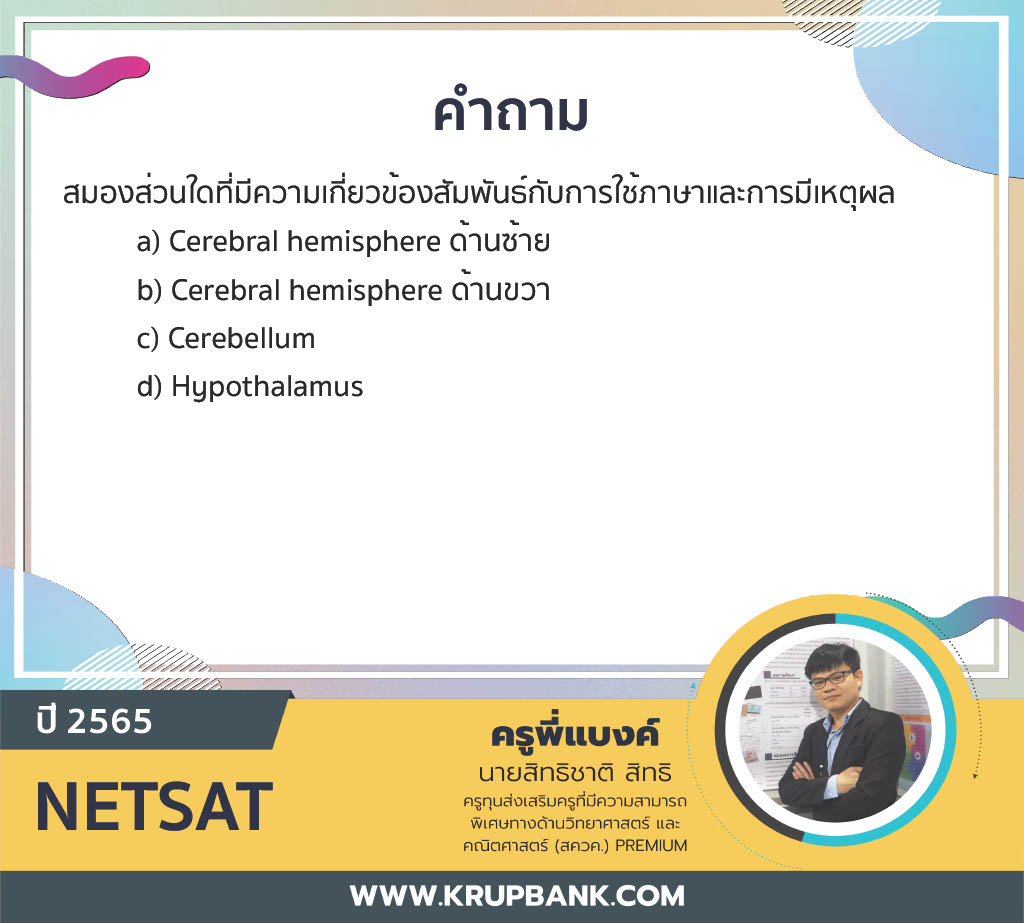 คำถาม
สมองส่วนใดที่มีความเกี่ยวข้องสัมพันธ์กับการใช้ภาษาและการมีเหตุผล
a) Cerebral hemisphere ด้านซ้าย
b) Cerebral hemisphere ด้านขวา
c) Cerebellum
d) Hypothalamus
ปี 2565
NETSAT
ครูพี่แบงค์
นายสิทธิชาติ สิทธิ
ครูทุนส่งเสริมครูที่มีความสามารถ
พิเศษทางด้านวิทยาศาสตร์ และ
คณิตศาสตร์ (สควค.) PREMIUM
WWW.KRUPBANK.COM